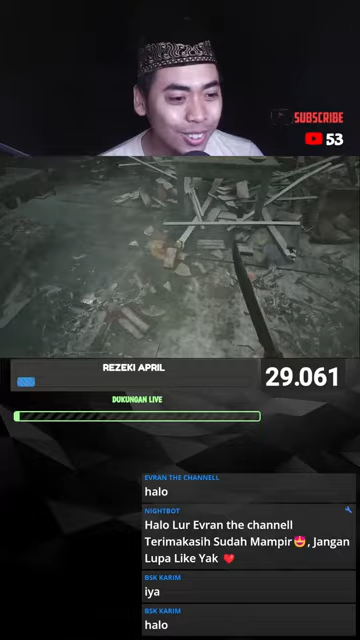 SUBSCRIBE
53
REZEKI APRIL
29.061
DUKUNGAN LIVE
EVRAN THE CHANNELL
halo
NIGHTBOT
Halo Lur Evran the channell
Terimakasih Sudah Mampir🤩, Jangan
Lupa Like Yak ❤️
BSK KARIM
iya
BSK KARIM
halo